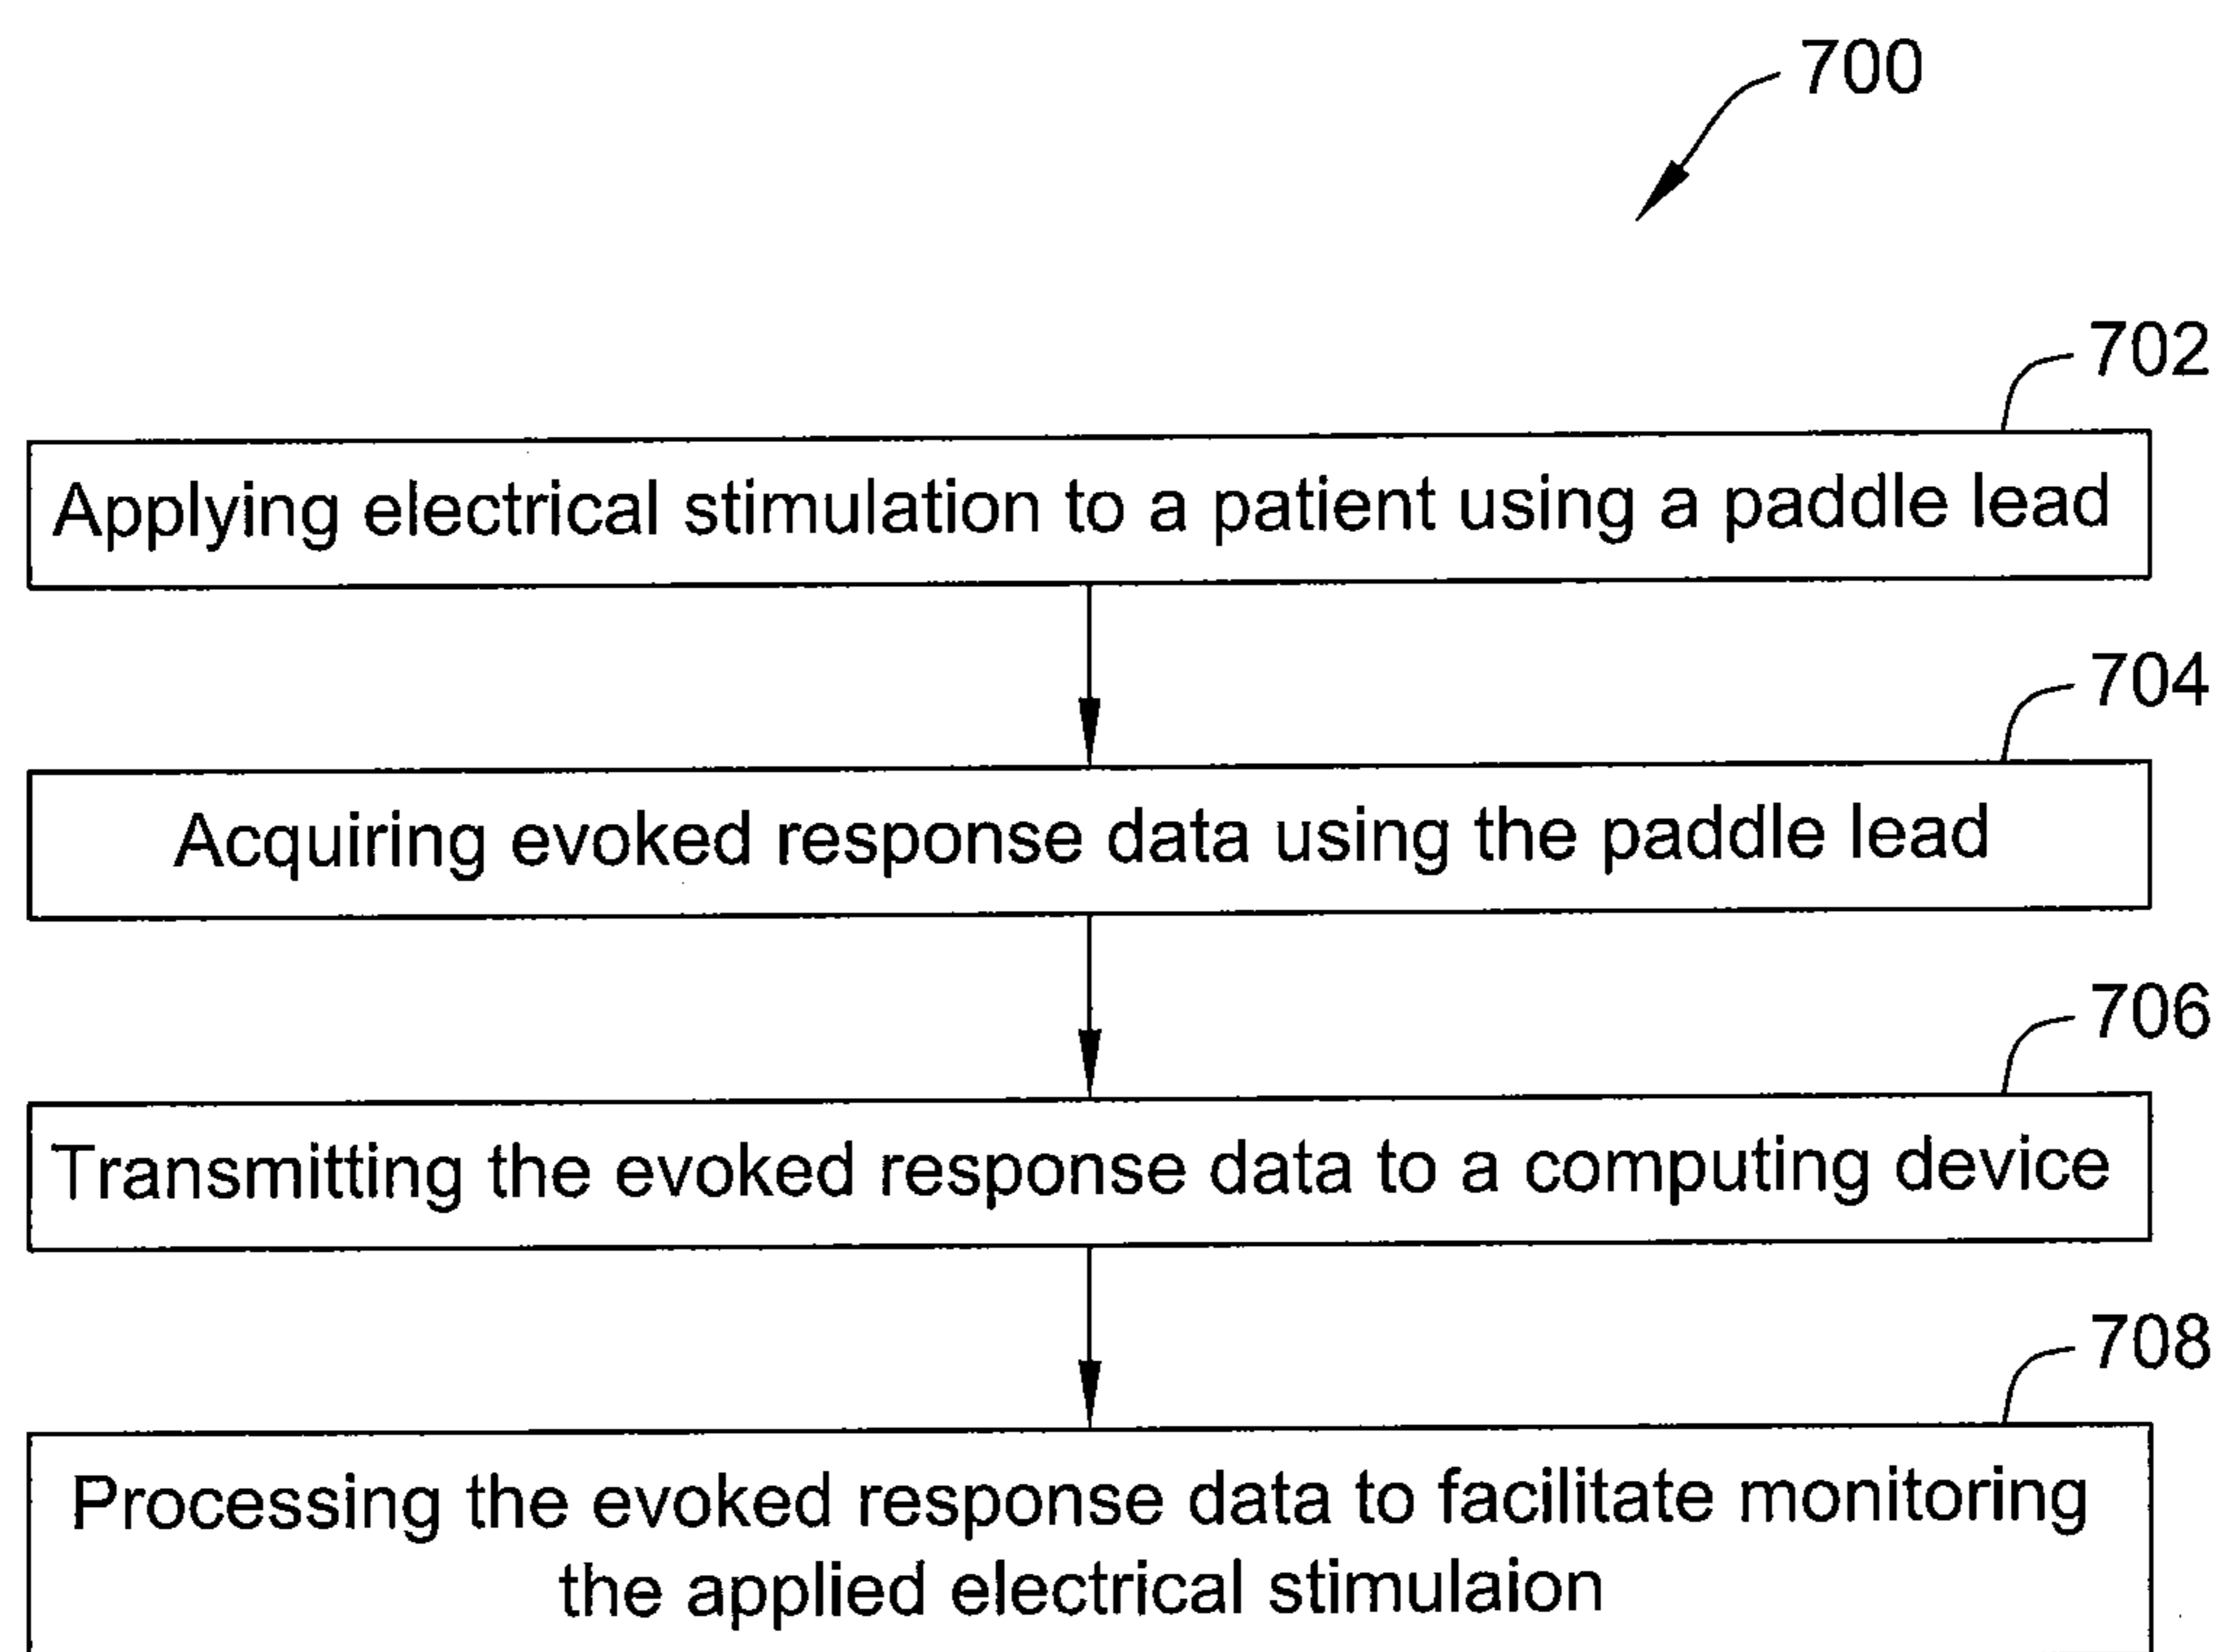 700
702
Applying electrical stimulation to a patient using a paddle lead
704
Acquiring evoked response data using the paddle lead
706
Transmitting the evoked response data to a computing device
708
Processing the evoked response data to facilitate monitoring
the applied electrical stimulaion